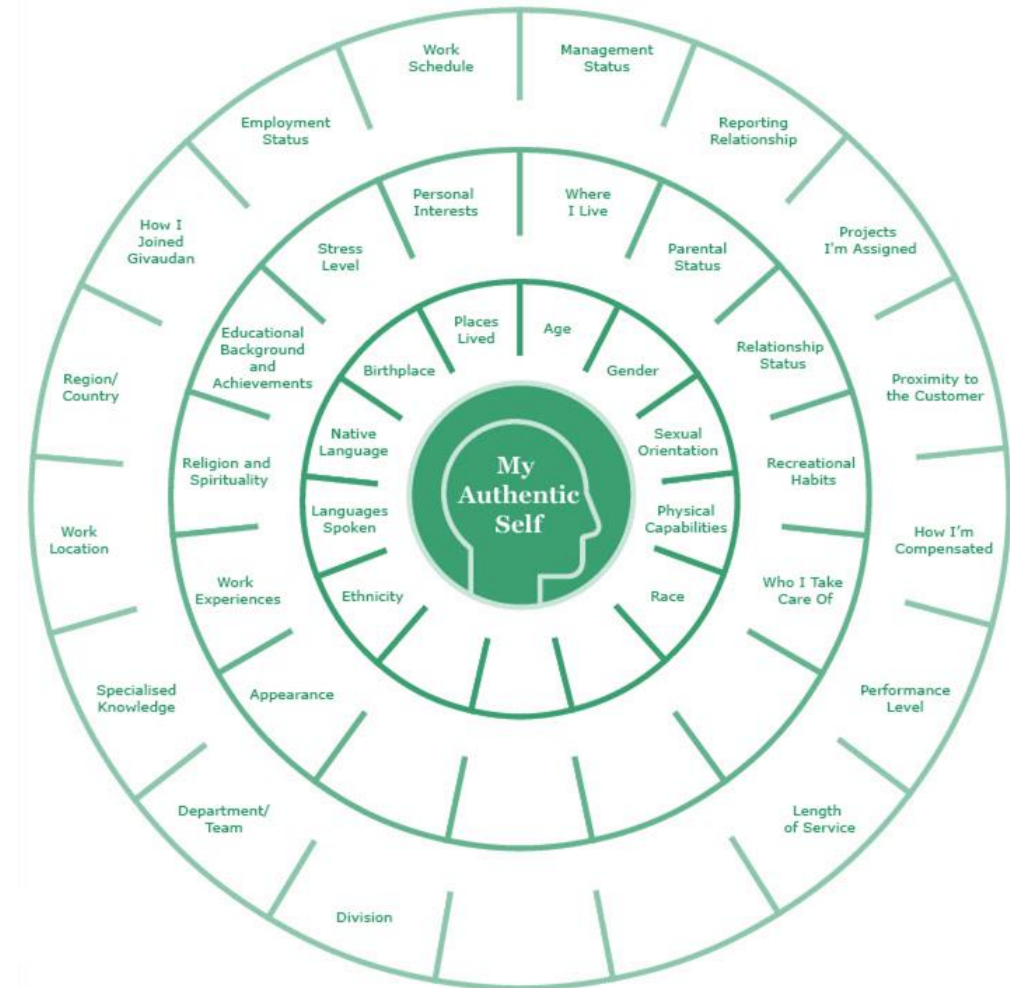 Work
Schedule
Management
Status
Reporting
Relationship
Projects
I'm Assigned
Proximity to
the Customer
How I'm
Compensated
Performance
Level
Length
of Service
Division
Department/
Team
Specialised
Knowledge
Work
Location
Region/
Country
How I
Joined
Givaudan
Employment
Status
Personal
Interests
Where
I Live
Parental
Status
Relationship
Status
Recreational
Habits
Who I Take
Care Of
Appearance
Work
Experiences
Religion and
Spirituality
Educational
Background
and
Achievements
Stress
Level
Places
Lived
Age
Gender
Sexual
Orientation
Physical
Capabilities
Race
Ethnicity
Languages
Spoken
Native
Language
Birthplace
My
Authentic
Self